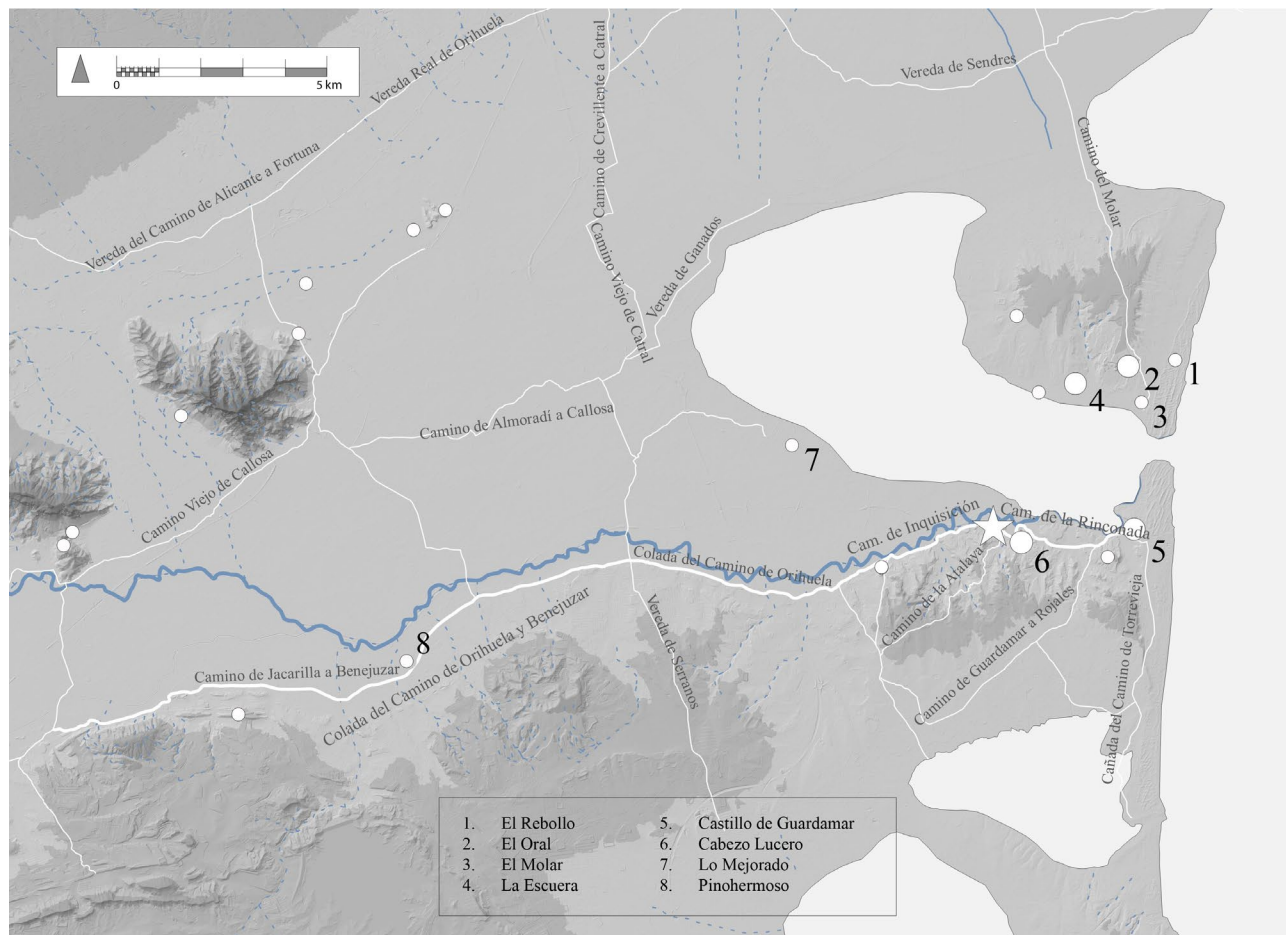 Vereda Real de Orihuela
Camino de Crevillente a Catral
Vereda de Sendres
0
5 km
Vereda del Camino de Alicante a Fortuna
Camino del Molar
Camino Viejo de Catral
Vereda de Ganados
1
2
3
4
Camino de Almoradí a Callosa
7
Camino Viejo de Callosa
Cam. de Inquisición
Cam. de la Rinconada
5
6
Colada del Camino de Orihuela
Camino de la Atalaya
8
Camino de Jacarilla a Benejuzar
Colada del Camino de Orihuela y Benejuzar
Vereda de Serranos
Camino de Guardamar a Rojales
Cañada del Camino de Torrevieja
1. El Rebollo
2. El Oral
3. El Molar
4. La Escuera
5. Castillo de Guardamar
6. Cabezo Lucero
7. Lo Mejorado
8. Pinohermoso